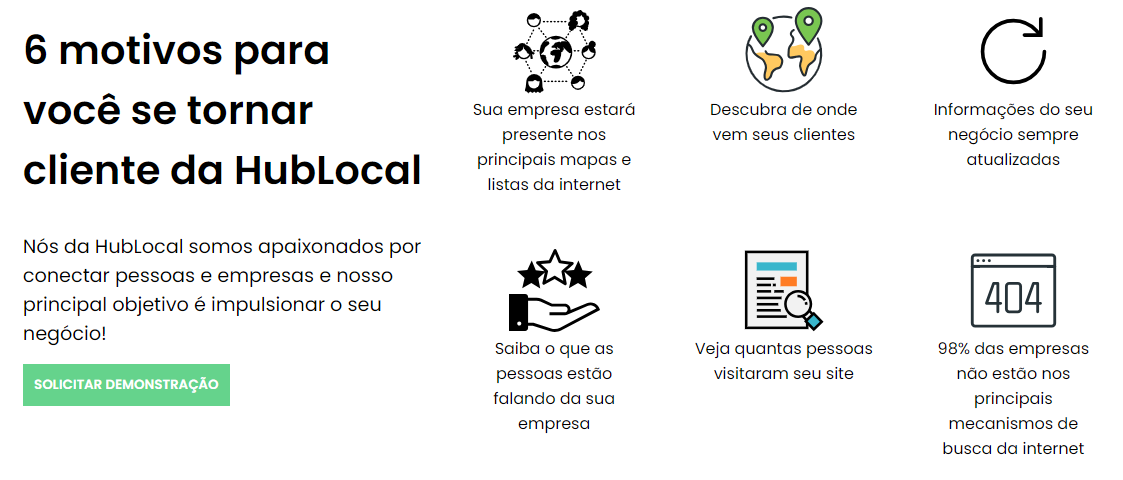 6 motivos para
você se tornar
cliente da HubLocal
Nós da HubLocal somos apaixonados por
conectar pessoas e empresas e nosso
principal objetivo é impulsionar o seu
negócio!
SOLICITAR DEMONSTRAÇÃO
Sua empresa estará
presente nos
principais mapas e
listas da internet
Descubra de onde
vem seus clientes
Informações do seu
negócio sempre
atualizadas
Saiba o que as
pessoas estão
falando da sua
empresa
Veja quantas pessoas
visitaram seu site
404
98% das empresas
não estão nos
principais
mecanismos de
busca da internet